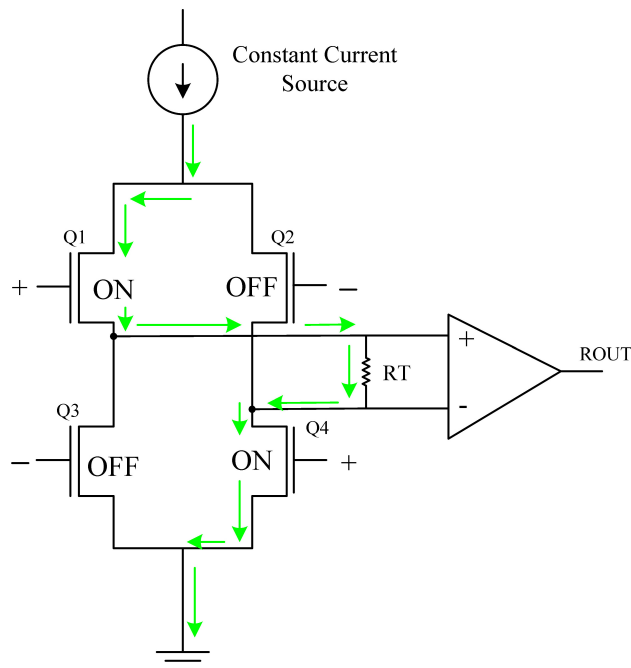 Constant Current
Source
Q1
Q2
+
ON
OFF
−
+
ROUT
RT
-
Q3
Q4
−
OFF
ON
+